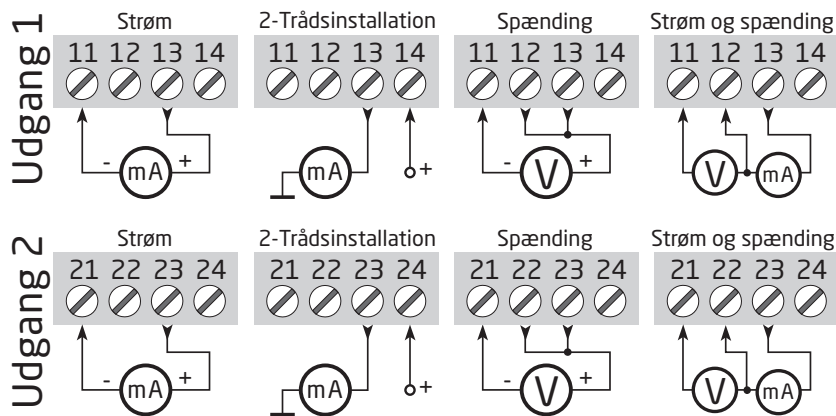 Udgang 1
Strøm 2-Trådsinstallation Spænding Strøm og spænding
11 12 13 14 11 12 13 14 11 12 13 14 11 12 13 14
- mA + mA + - V + V mA
Udgang 2
Strøm 2-Trådsinstallation Spænding Strøm og spænding
21 22 23 24 21 22 23 24 21 22 23 24 21 22 23 24
- mA + mA + - V + V mA